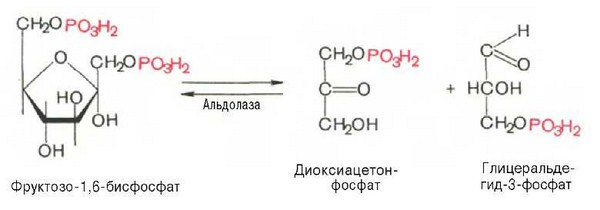 CH₂OPO₃H₂
O
CH₂OPO₃H₂
HO
OH
OH
Альдолаза
CH₂OPO₃H₂
C=O
CH₂OH
+
H
C
O
HCOH
CH₂OPO₃H₂
Фруктозо-1,6-бисфосфат
Диоксиацетон-
фосфат
Глицеральде-
гид-3-фосфат